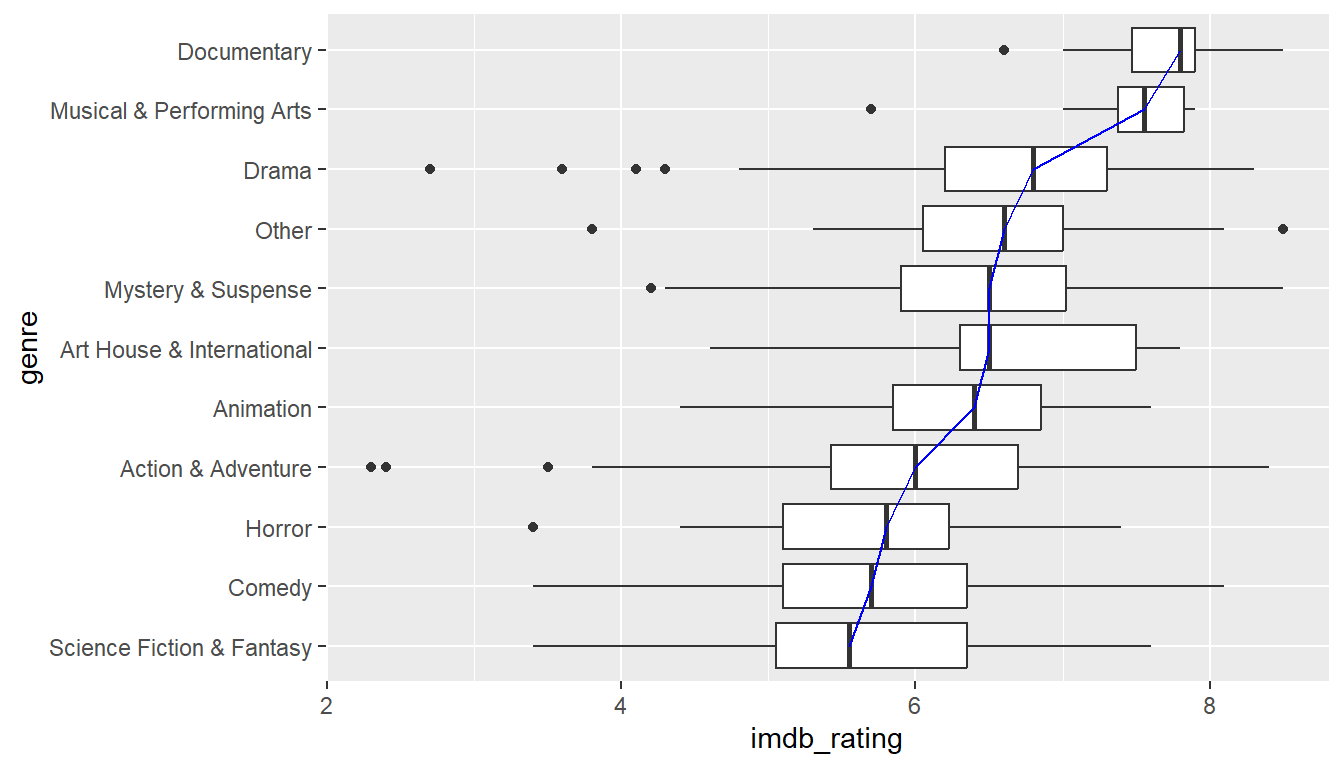 Documentary
Musical & Performing Arts
Drama
Other
Mystery & Suspense
Art House & International
Animation
Action & Adventure
Horror
Comedy
Science Fiction & Fantasy
genre
2 4 6 8
imdb_rating